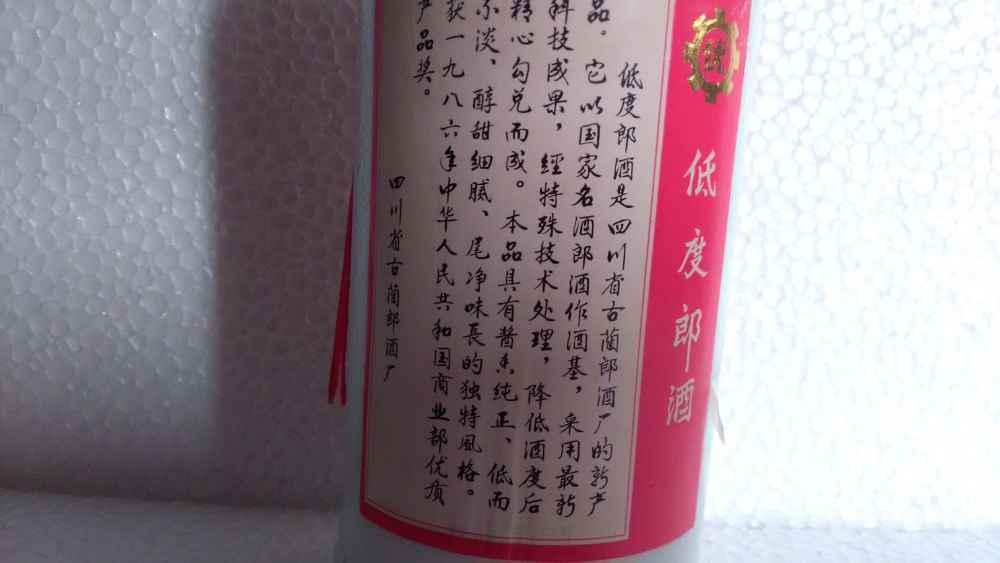 低度郎酒
低度郎酒是四川省古蔺郎酒厂的新产
品。它以国家名酒郎酒作酒基，采用最新
科技成果，經特殊技术处理，降低酒度后
精心勾兑而成。本品具有酱香纯正、低而
不淡、醇甜细腻、尾净味長的独特風格。
获一九八六年中华人民共和国商业部优质
产品奖。
四川省古蔺郎酒厂